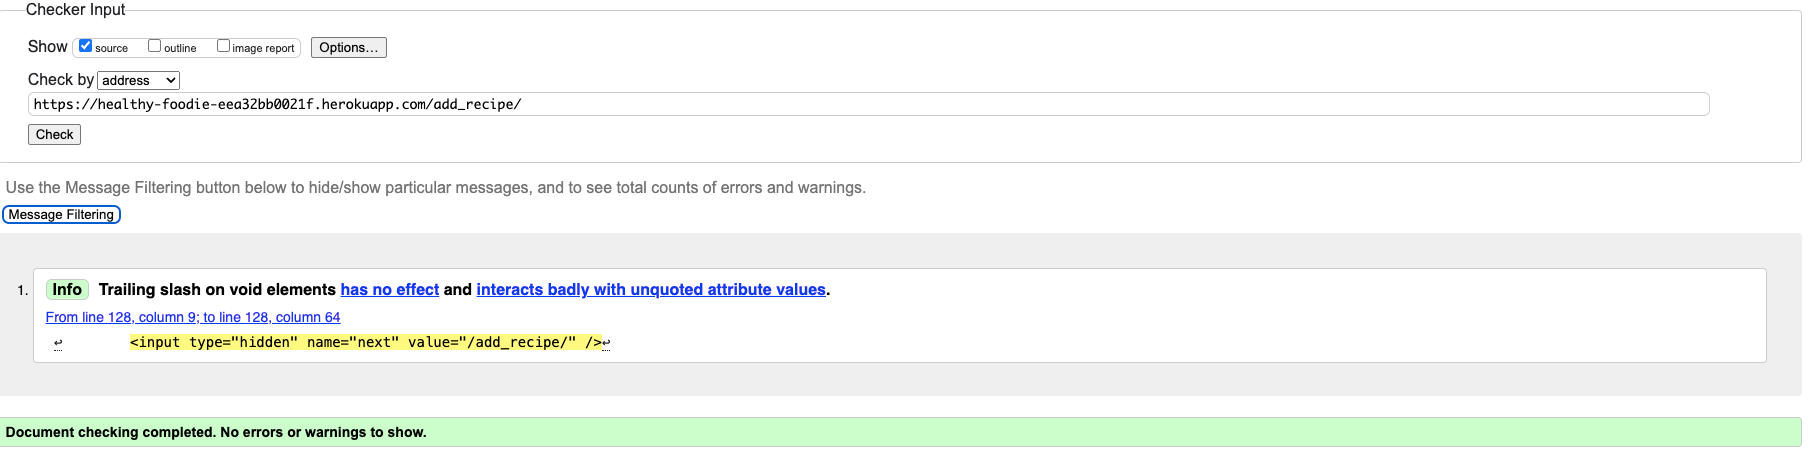 Checker Input
Show source outline image report Options...
Check by address
https://healthy-foodie-eea32bb0021f.herokuapp.com/add_recipe/
Check
Use the Message Filtering button below to hide/show particular messages, and to see total counts of errors and warnings.
Message Filtering
1. Info Trailing slash on void elements has no effect and interacts badly with unquoted attribute values.
From line 128, column 9; to line 128, column 64
↩ <input type="hidden" name="next" value="/add_recipe/" />↩
Document checking completed. No errors or warnings to show.